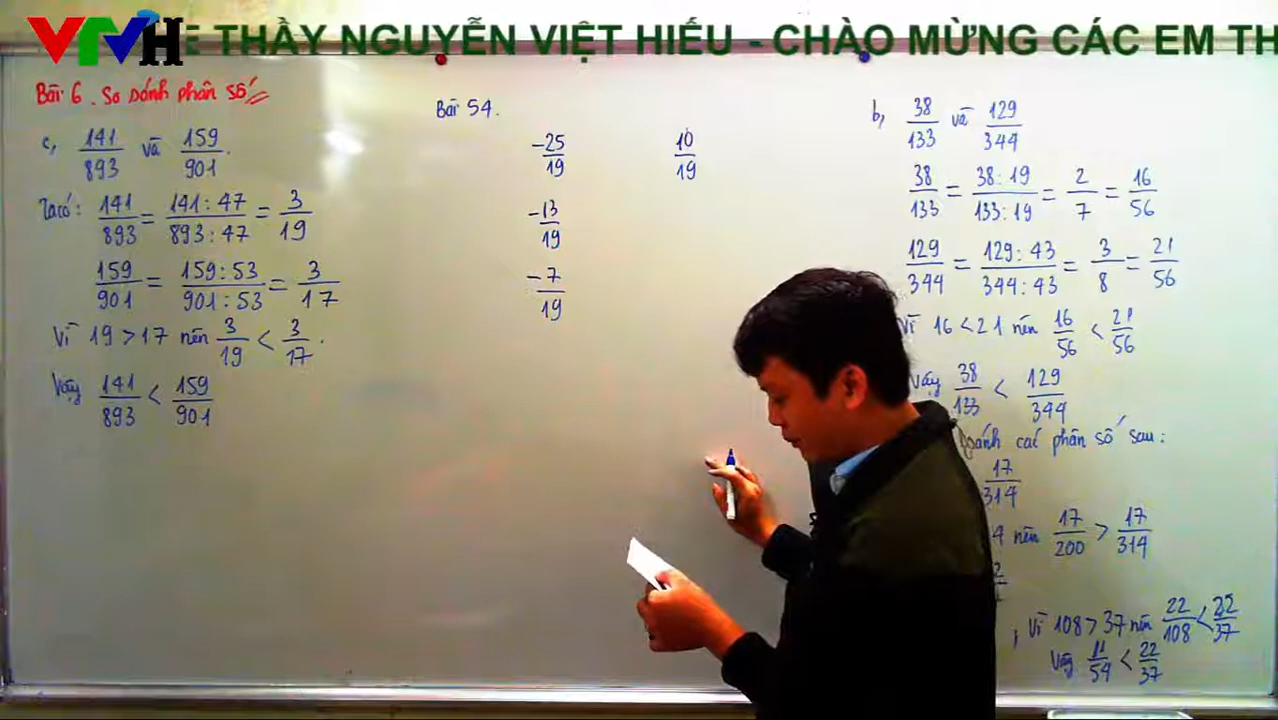 VTVH
E THẦY NGUYỄN VIỆT HIẾU - CHÀO MỪNG CÁC EM TH
Bài 6. So sánh phân số
c, 141/893 và 159/901.
Ta có: 141/893 = 141:47/893:47 = 3/19
159/901 = 159:53/901:53 = 3/17
Vì 19 > 17 nên 3/19 < 3/17.
Vậy 141/893 < 159/901
Bài 54.
-25/19 10/19
-13/19
-7/19
b, 38/133 và 129/344
38/133 = 38:19/133:19 = 2/7 = 16/56
129/344 = 129:43/344:43 = 3/8 = 21/56
Vì 16 < 21 nên 16/56 < 21/56
Vậy 38/133 < 129/344
sánh các phân số sau:
17/314
4 nên 17/200 > 17/314
, Vì 108 > 37 nên 22/108 < 22/37
Vậy 11/54 < 22/37